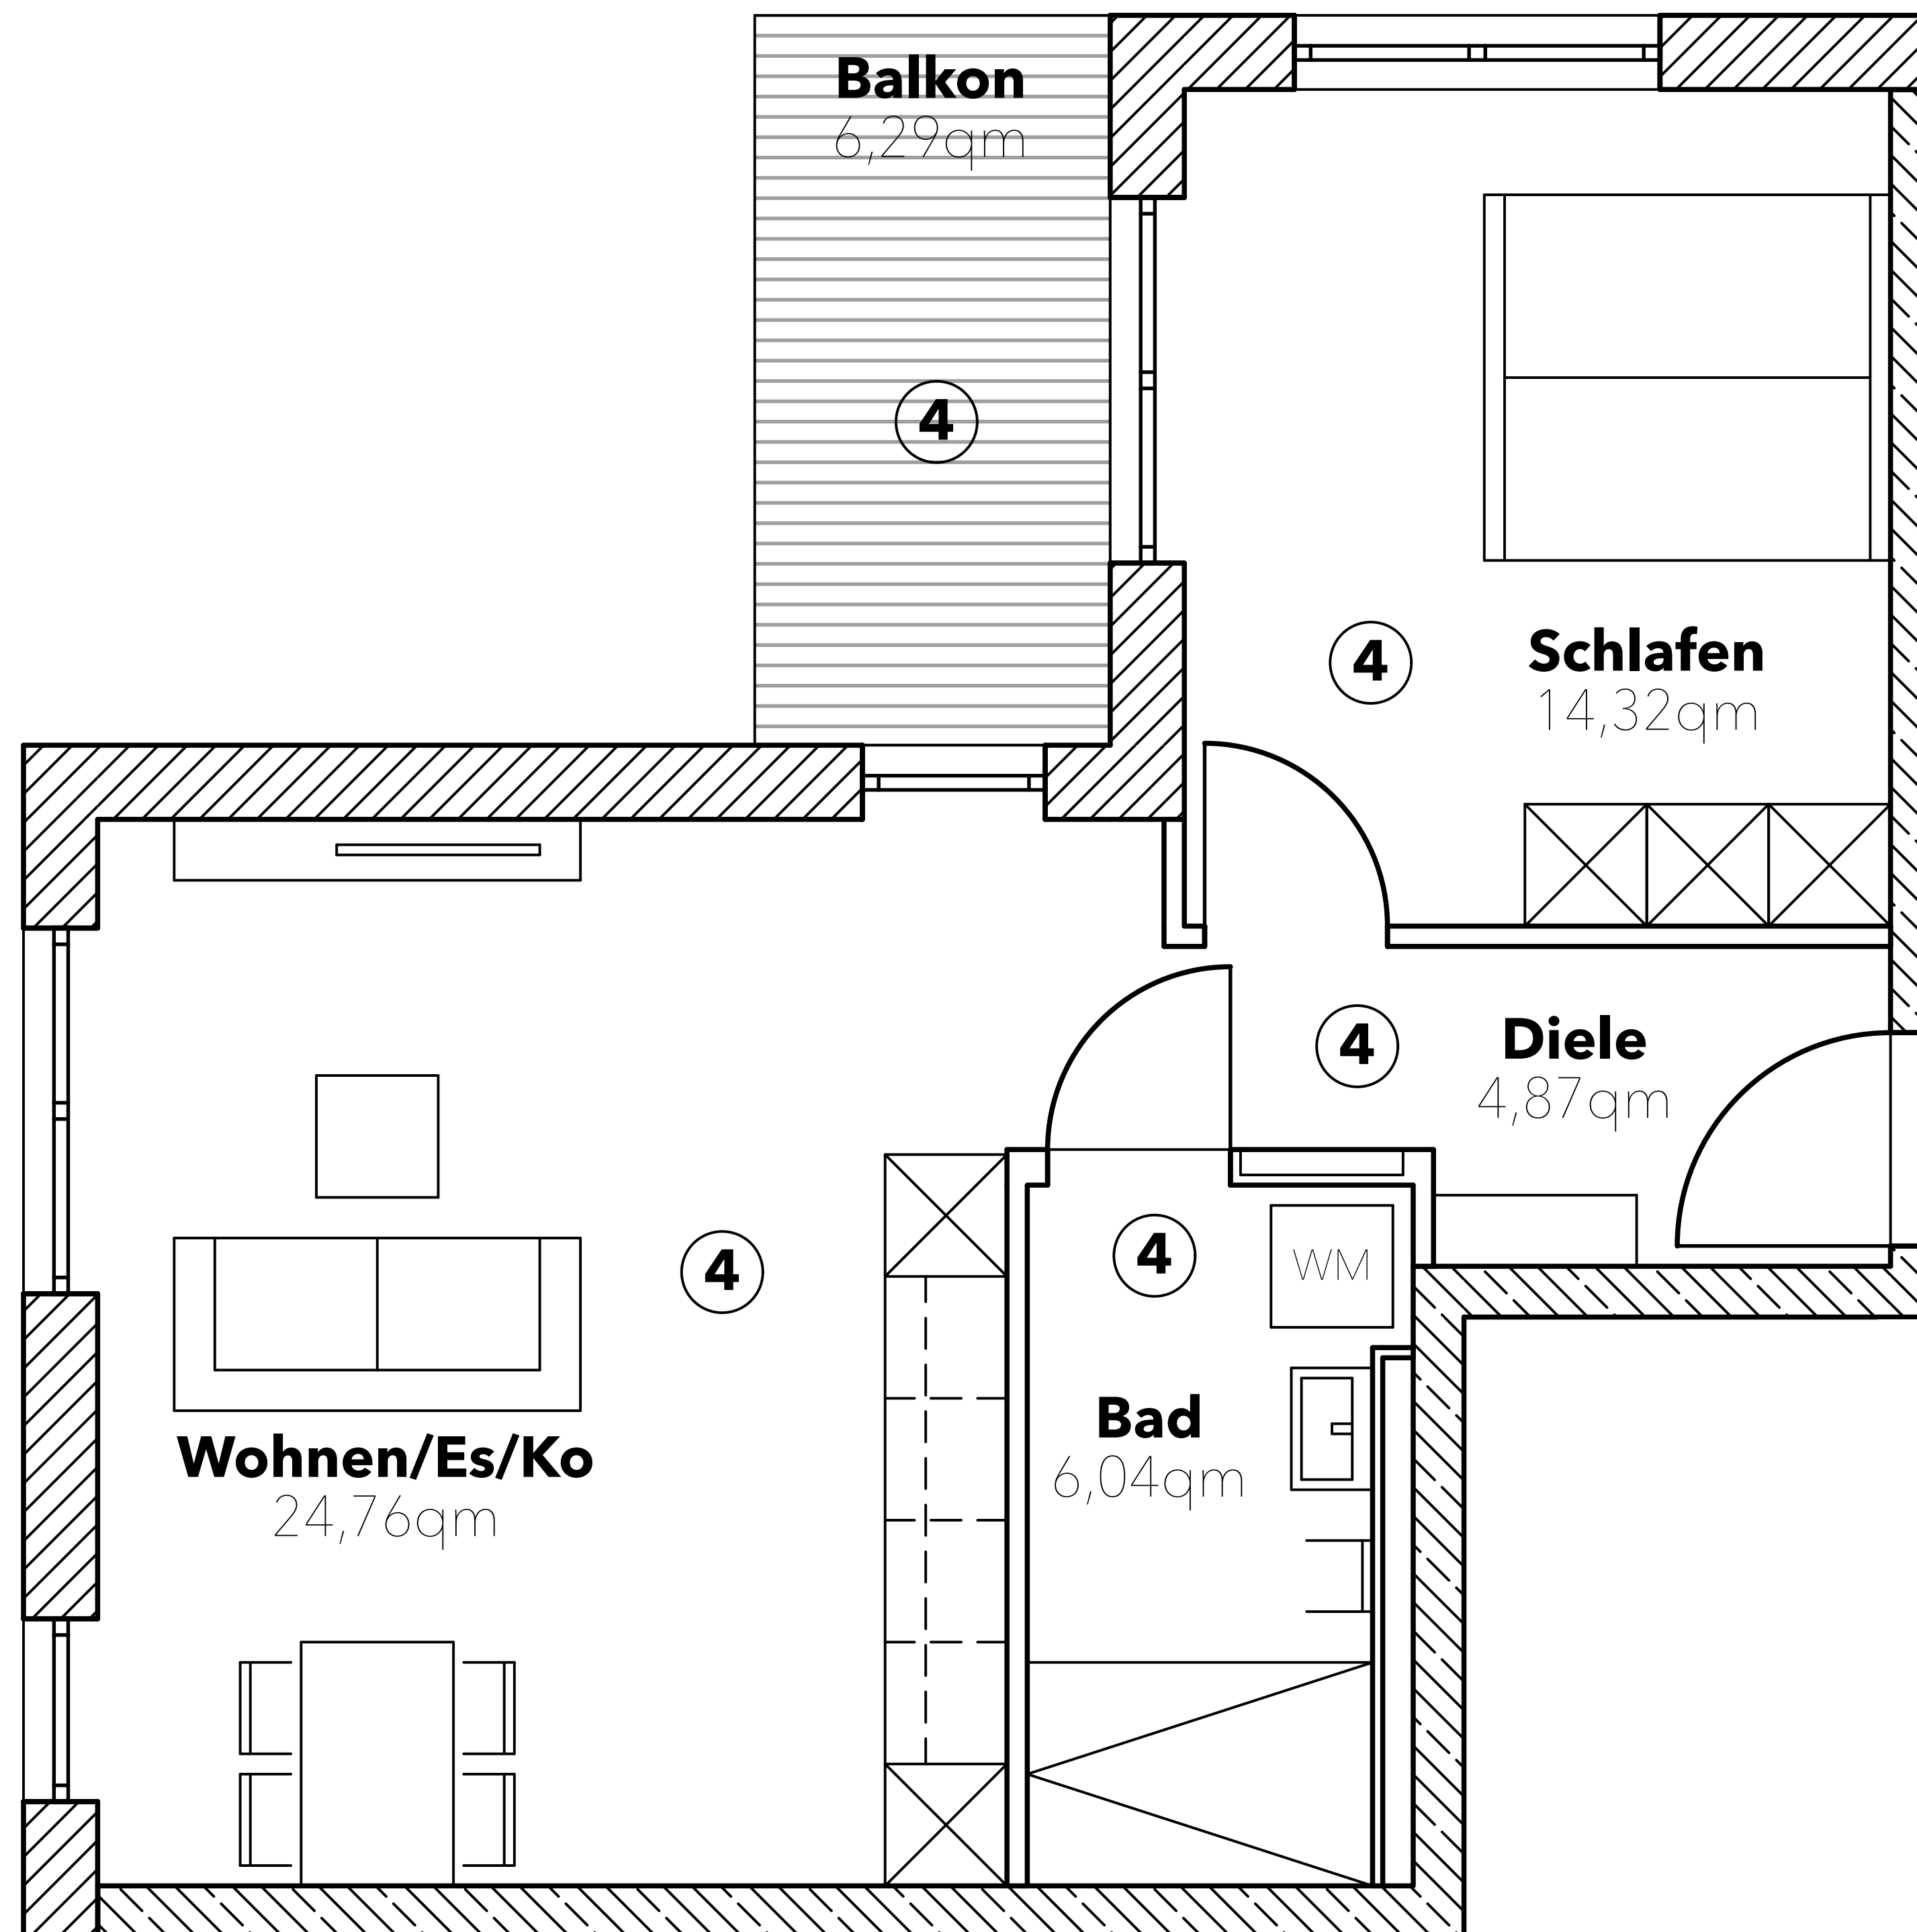 Balkon
6,29qm
4
4
Schlafen
14,32qm
4
Diele
4,87qm
4
4
WM
Bad
6,04qm
Wohnen/Es/Ko
24,76qm